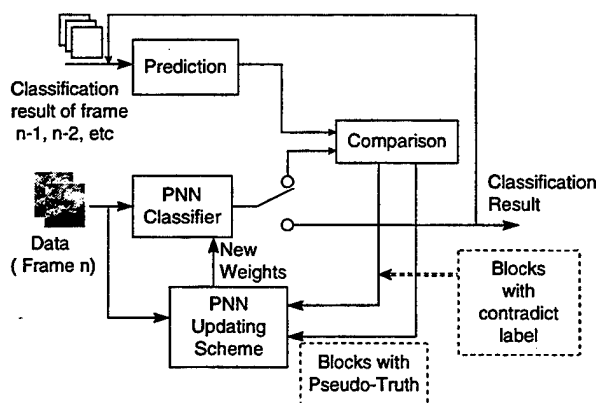 Prediction
Classification
result of frame
n-1, n-2, etc
Comparison
PNN
Classifier
Classification
Result
Data
( Frame n)
New
Weights
PNN
Updating
Scheme
Blocks
with
contradict
label
Blocks with
Pseudo-Truth